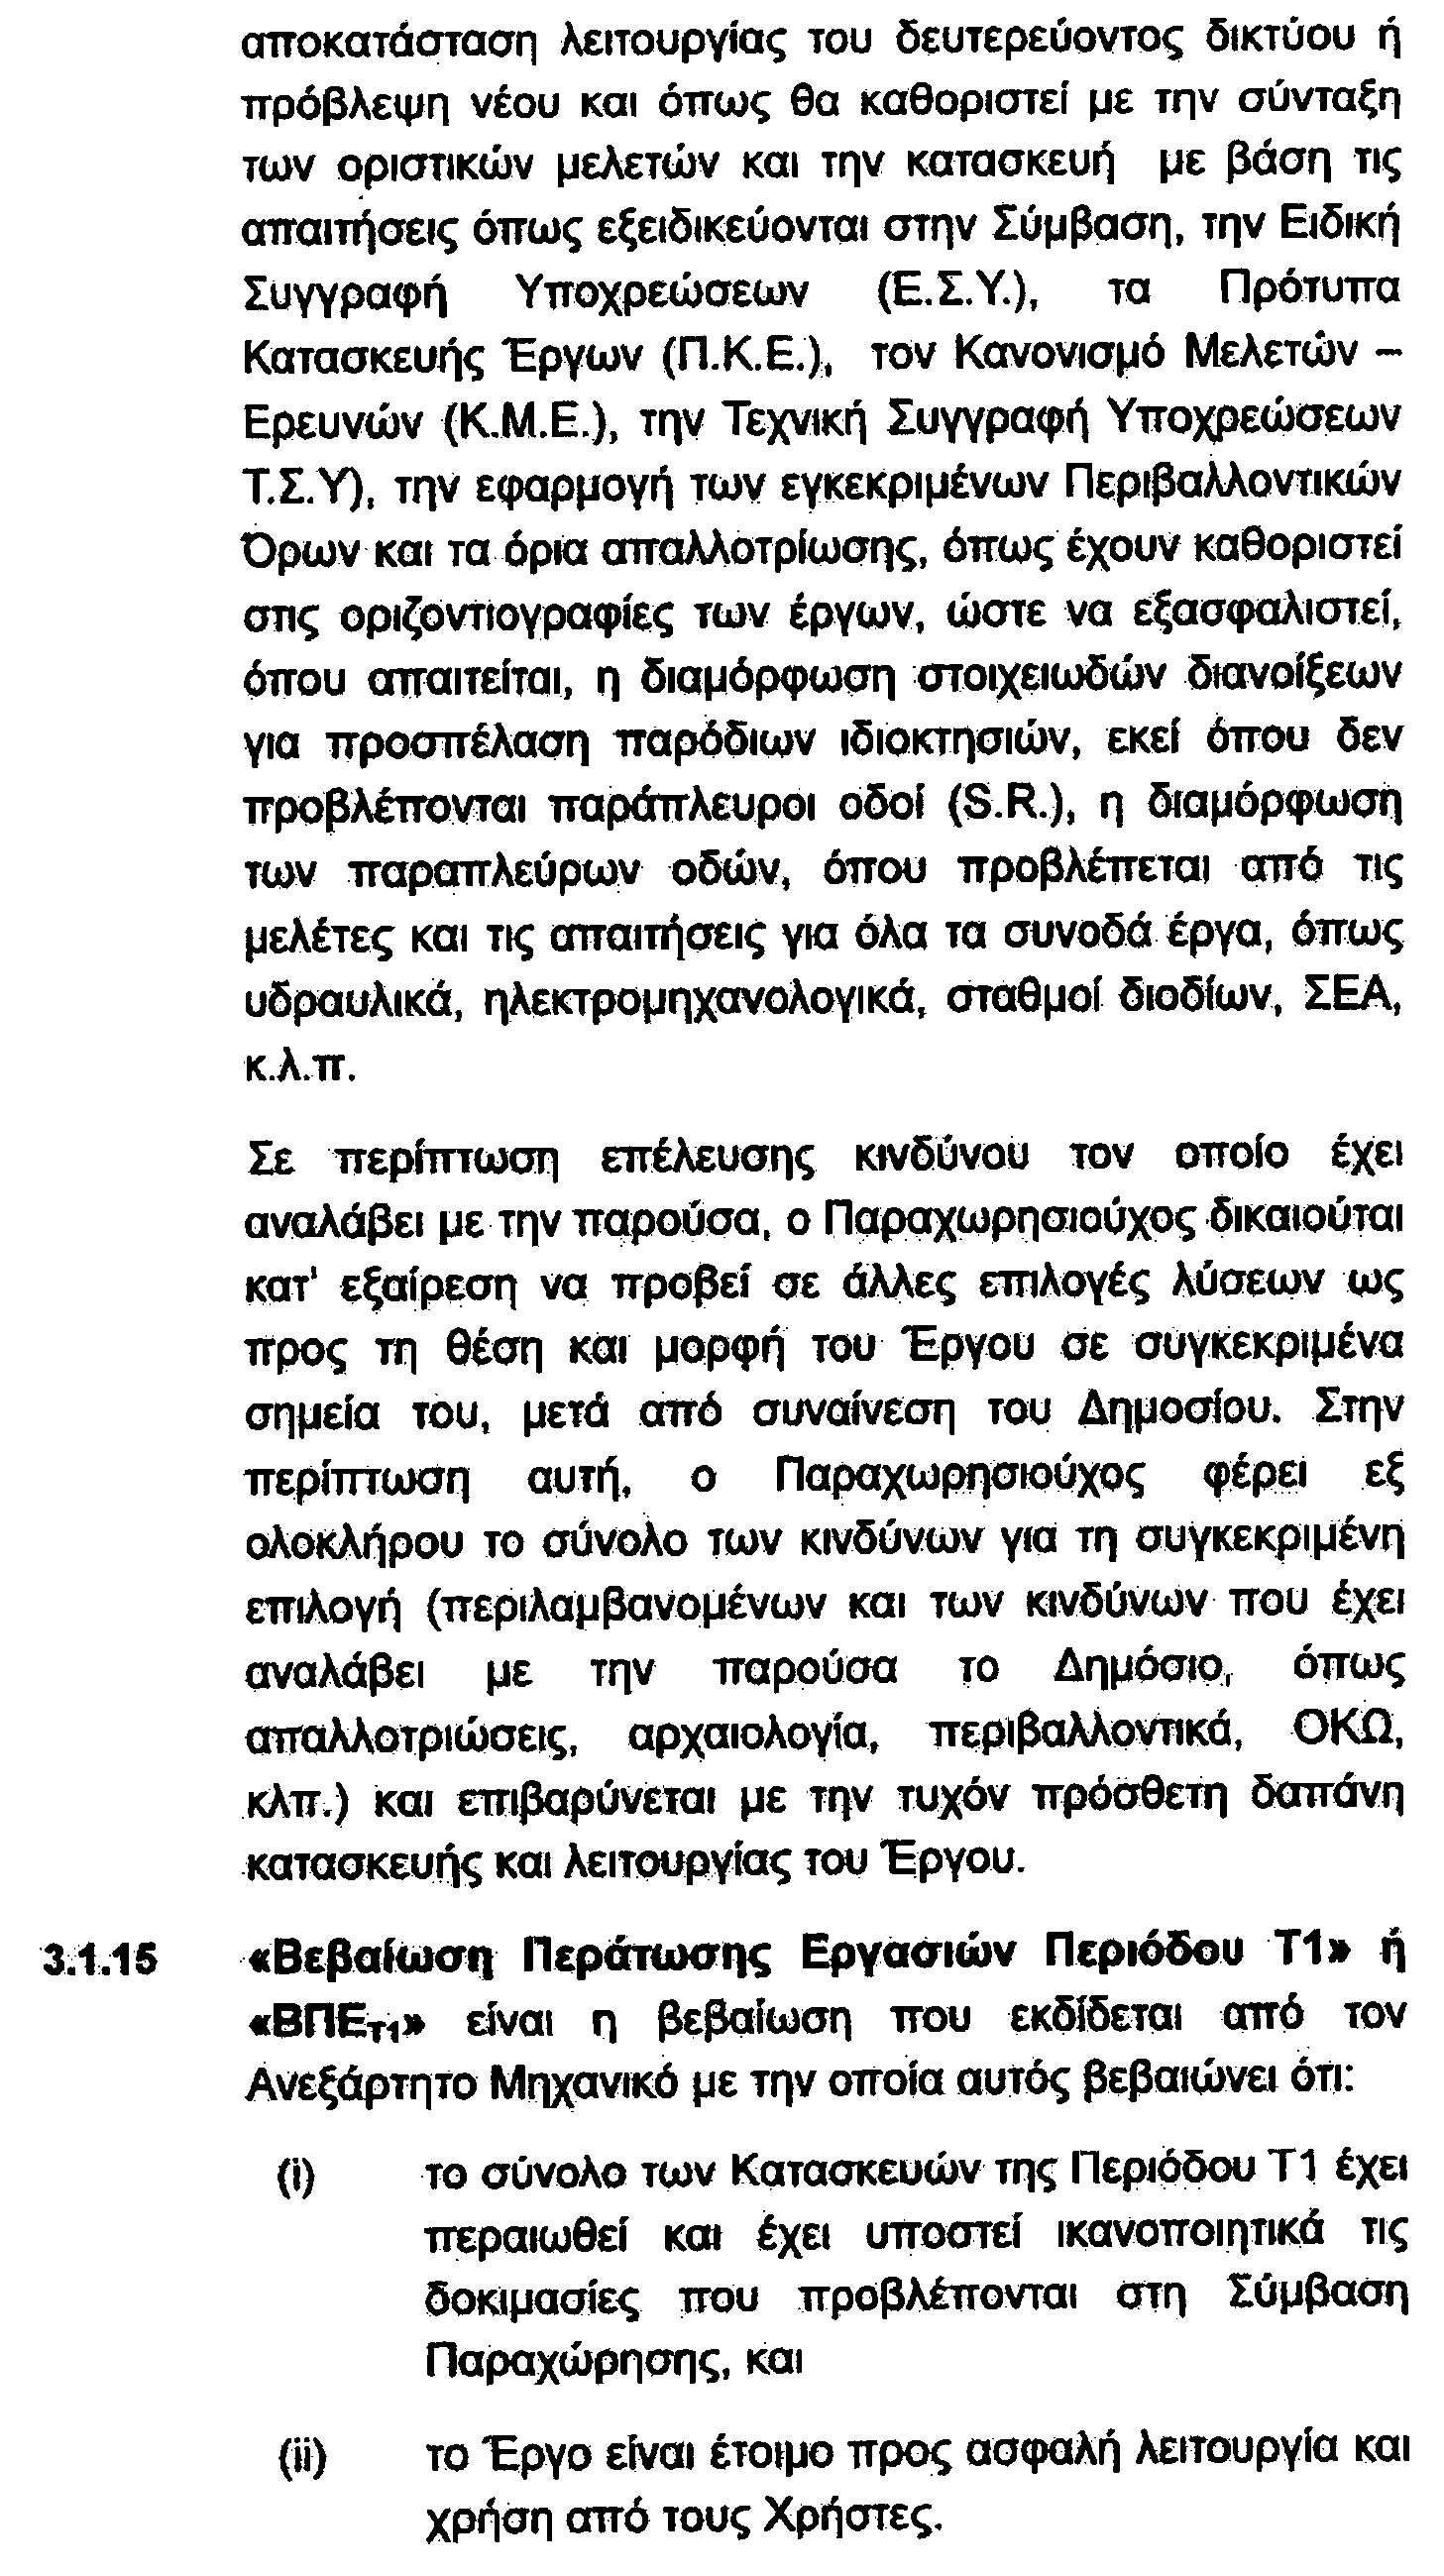 αποκατάσταση λειτουργίας του δευτερεύοντος δικτύου ή
πρόβλεψη νέου και όπως θα καθοριστεί με την σύνταξη
των οριστικών μελετών και την κατασκευή με βάση τις
απαιτήσεις όπως εξειδικεύονται στην Σύμβαση, την Ειδική
Συγγραφή Υποχρεώσεων (Ε.Σ.Υ.), τα Πρότυπα
Κατασκευής Έργων (Π.Κ.Ε.), τον Κανονισμό Μελετών –
Ερευνών (Κ.Μ.Ε.), την Τεχνική Συγγραφή Υποχρεώσεων
Τ.Σ.Υ), την εφαρμογή των εγκεκριμένων Περιβαλλοντικών
Όρων και τα όρια απαλλοτρίωσης, όπως έχουν καθοριστεί
στις οριζοντιογραφίες των έργων, ώστε να εξασφαλιστεί,
όπου απαιτείται, η διαμόρφωση στοιχειωδών διανοίξεων
για προσπέλαση παρόδιων ιδιοκτησιών, εκεί όπου δεν
προβλέπονται παράπλευροι οδοί (S.R.), η διαμόρφωση
των παραπλεύρων οδών, όπου προβλέπεται από τις
μελέτες και τις απαιτήσεις για όλα τα συνοδά έργα, όπως
υδραυλικά, ηλεκτρομηχανολογικά, σταθμοί διοδίων, ΣΕΑ,
κ.λ.π.
Σε περίπτωση επέλευσης κινδύνου τον οποίο έχει
αναλάβει με την παρούσα, ο Παραχωρησιούχος δικαιούται
κατ' εξαίρεση να προβεί σε άλλες επιλογές λύσεων ως
προς τη θέση και μορφή του Έργου σε συγκεκριμένα
σημεία του, μετά από συναίνεση του Δημοσίου. Στην
περίπτωση αυτή, ο Παραχωρησιούχος φέρει εξ
ολοκλήρου το σύνολο των κινδύνων για τη συγκεκριμένη
επιλογή (περιλαμβανομένων και των κινδύνων που έχει
αναλάβει με την παρούσα το Δημόσιο, όπως
απαλλοτριώσεις, αρχαιολογία, περιβαλλοντικά, ΟΚΩ,
κλπ.) και επιβαρύνεται με την τυχόν πρόσθετη δαπάνη
κατασκευής και λειτουργίας του Έργου.
3.1.15 «Βεβαίωση Περάτωσης Εργασιών Περιόδου Τ1» ή
«ΒΠΕΤ1» είναι η βεβαίωση που εκδίδεται από τον
Ανεξάρτητο Μηχανικό με την οποία αυτός βεβαιώνει ότι:
(i) το σύνολο των Κατασκευών της Περιόδου Τ1 έχει
περαιωθεί και έχει υποστεί ικανοποιητικά τις
δοκιμασίες που προβλέπονται στη Σύμβαση
Παραχώρησης, και
(ii) το Έργο είναι έτοιμο προς ασφαλή λειτουργία και
χρήση από τους Χρήστες.